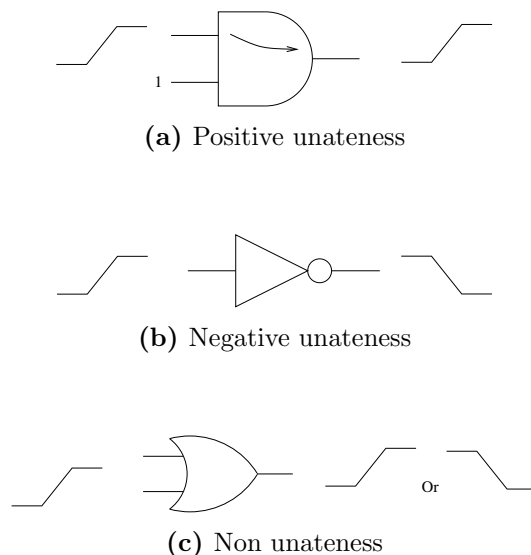 1
(a) Positive unateness
(b) Negative unateness
Or
(c) Non unateness